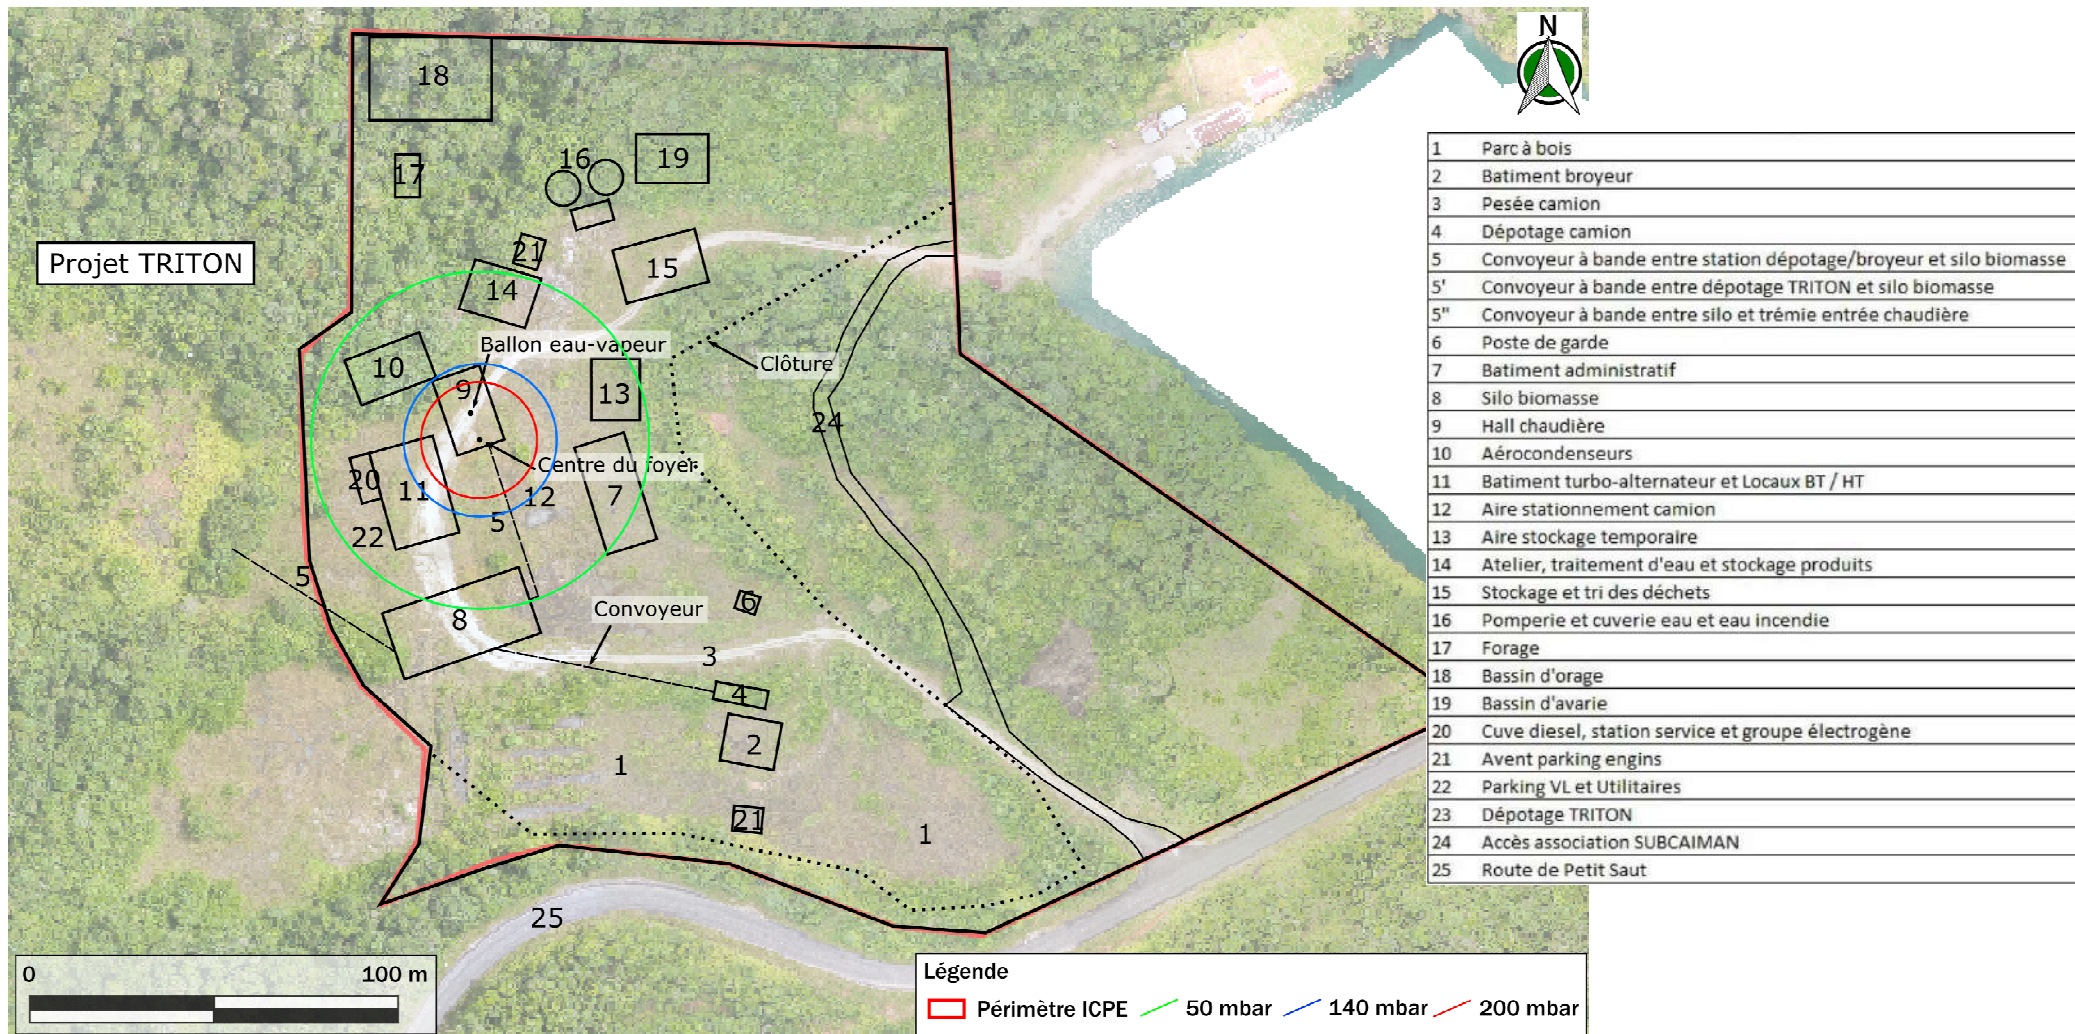 N
18
16
19
17
Projet TRITON
21
15
14
Ballon eau-vapeur
Clôture
10
9
13
24
Centre du foyer
20
11
12
7
5
22
5
6
8
Convoyeur
3
4
2
1
21
1
25
1 Parc à bois
2 Batiment broyeur
3 Pesée camion
4 Dépotage camion
5 Convoyeur à bande entre station dépotage/broyeur et silo biomasse
5' Convoyeur à bande entre dépotage TRITON et silo biomasse
5" Convoyeur à bande entre silo et trémie entrée chaudière
6 Poste de garde
7 Batiment administratif
8 Silo biomasse
9 Hall chaudière
10 Aérocondenseurs
11 Batiment turbo-alternateur et Locaux BT / HT
12 Aire stationnement camion
13 Aire stockage temporaire
14 Atelier, traitement d'eau et stockage produits
15 Stockage et tri des déchets
16 Pomperie et cuverie eau et eau incendie
17 Forage
18 Bassin d'orage
19 Bassin d'avarie
20 Cuve diesel, station service et groupe électrogène
21 Avent parking engins
22 Parking VL et Utilitaires
23 Dépotage TRITON
24 Accès association SUBCAIMAN
25 Route de Petit Saut
0 100 m
Légende
Périmètre ICPE 50 mbar 140 mbar 200 mbar